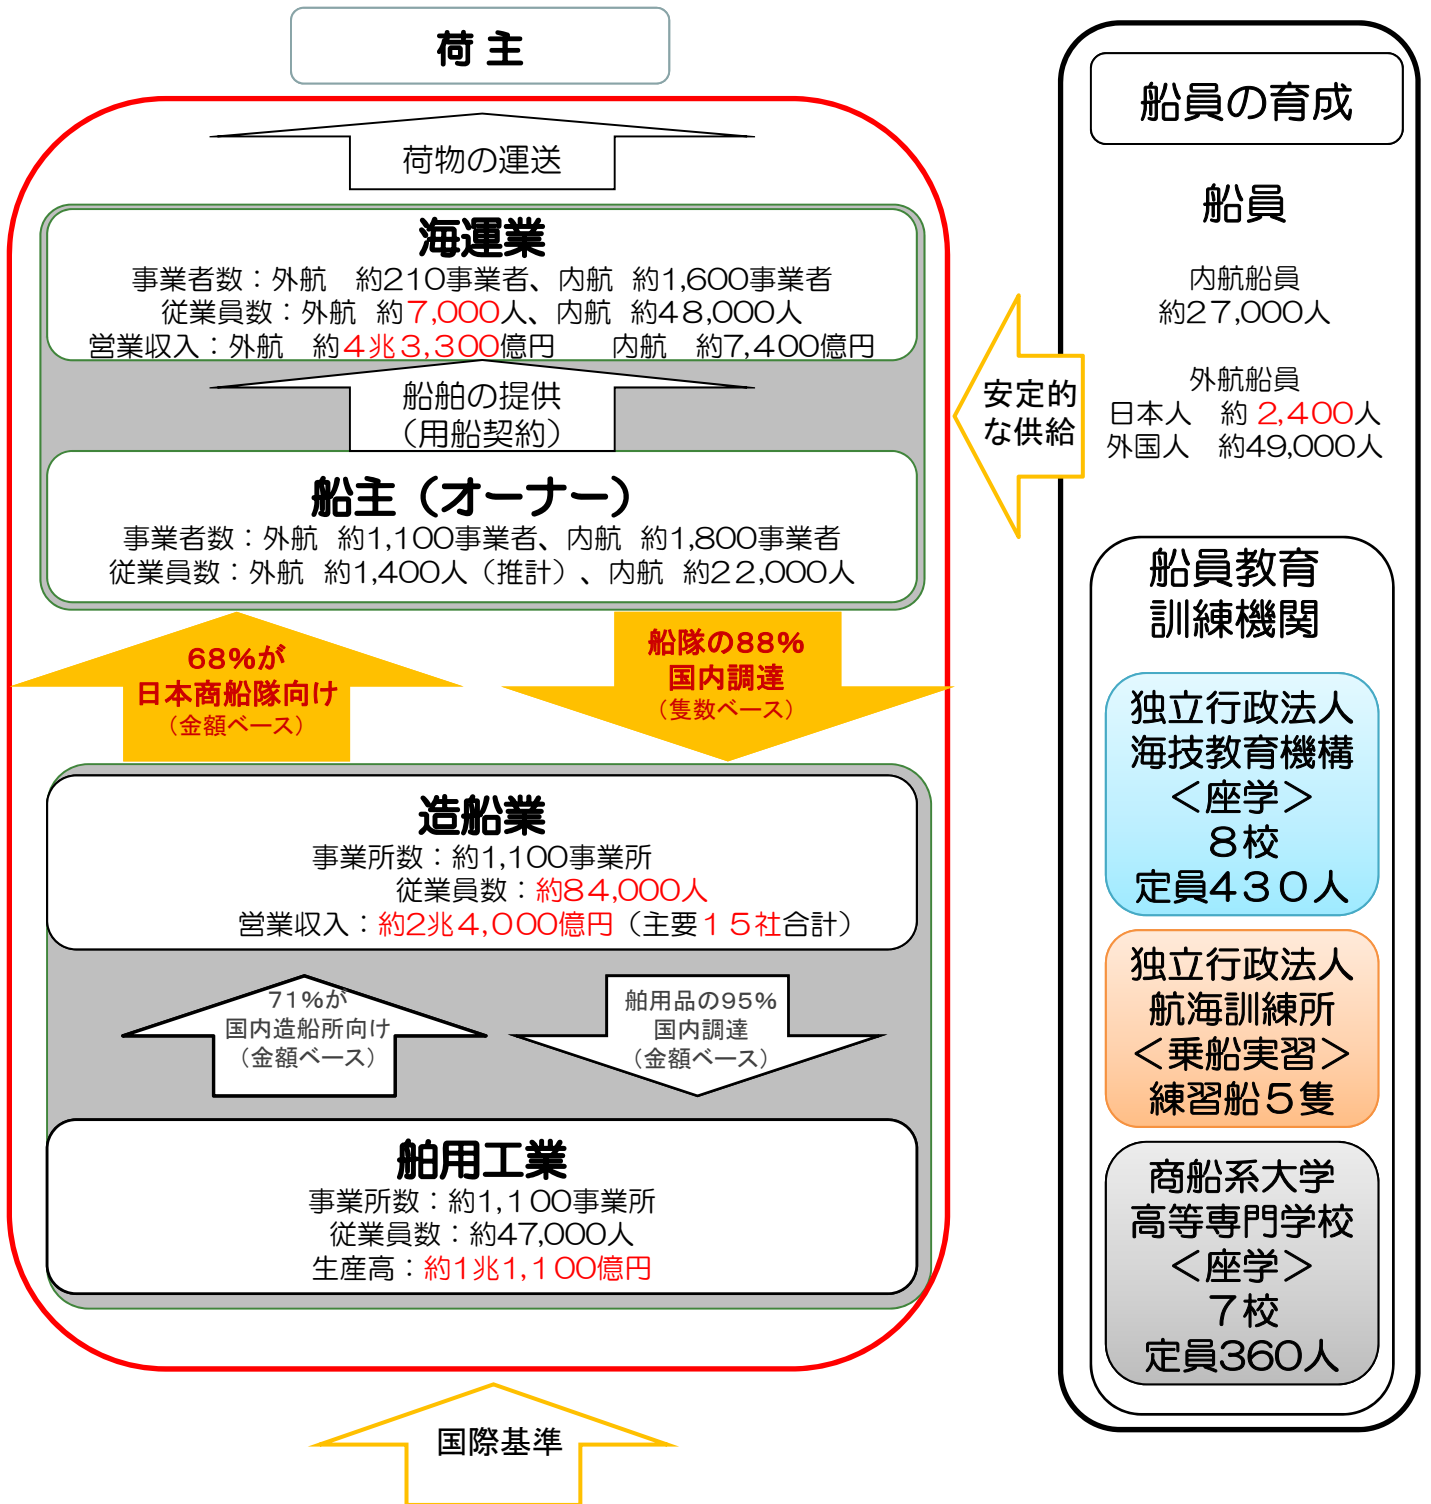 荷 主
荷物の運送
海運業
事業者数：外航　約210事業者、内航 約1,600事業者
従業員数：外航 約7,000人、内航 約48,000人
営業収入：外航　約４兆３,３００億円　　内航　約7,400億円
船舶の提供
（用船契約）
船主（オーナー）
事業者数：外航 約1,100事業者、内航 約1,800事業者
従業員数：外航 約1,400人（推計）、内航 約22,000人
68%が
日本商船隊向け
（金額ベース）
船隊の88%
国内調達
（隻数ベース）
造船業
事業所数：約1,100事業所
従業員数：約84,000人
営業収入：約2兆４,０００億円（主要１５社合計）
71%が
国内造船所向け
（金額ベース）
舶用品の95%
国内調達
（金額ベース）
舶用工業
事業所数：約1,１００事業所
従業員数：約47,000人
生産高：約1兆1,１００億円
国際基準
安定的
な供給
船員の育成
船員
内航船員
約27,000人
外航船員
日本人　約 2,400人
外国人　約49,000人
船員教育
訓練機関
独立行政法人
海技教育機構
＜座学＞
８校
定員４３０人
独立行政法人
航海訓練所
＜乗船実習＞
練習船５隻
商船系大学
高等専門学校
＜座学＞
７校
定員360人